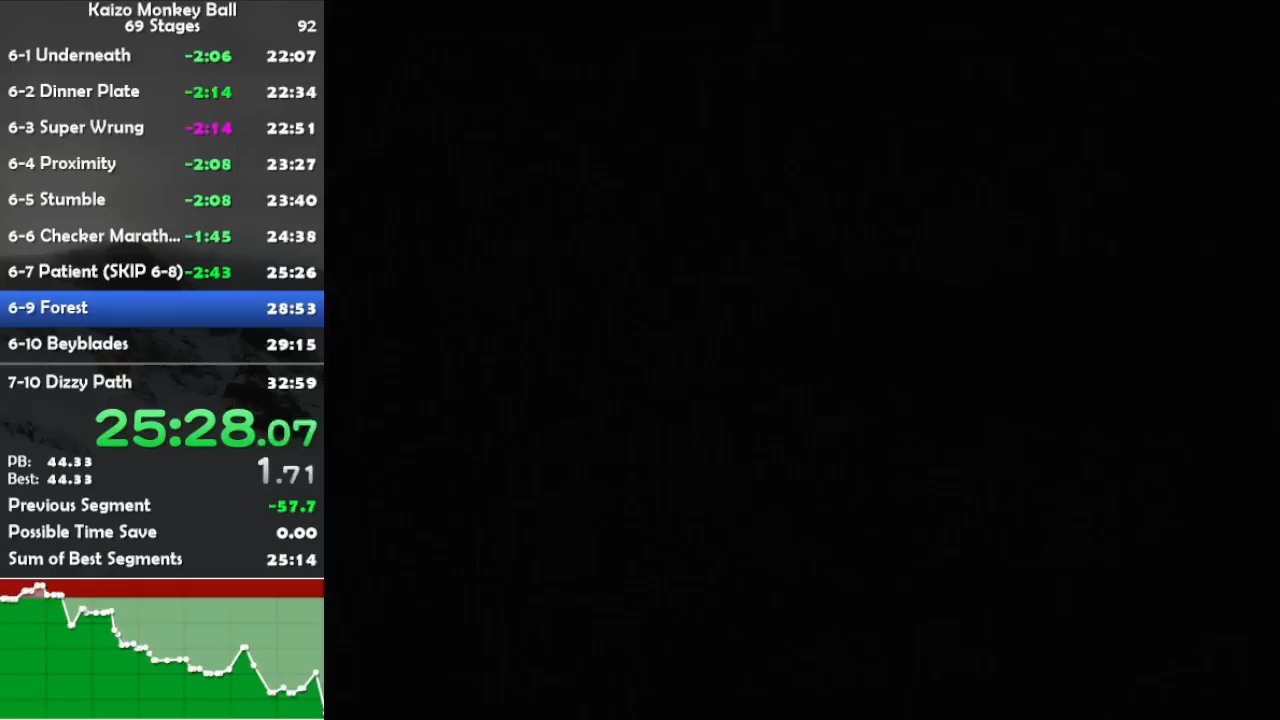 Kaizo Monkey Ball
69 Stages 92
6-1 Underneath -2:06 22:07
6-2 Dinner Plate -2:14 22:34
6-3 Super Wrung -2:14 22:51
6-4 Proximity -2:08 23:27
6-5 Stumble -2:08 23:40
6-6 Checker Marath... -1:45 24:38
6-7 Patient (SKIP 6-8) -2:43 25:26
6-9 Forest 28:53
6-10 Beyblades 29:15
7-10 Dizzy Path 32:59
25:28.07
PB: 44.33 1.71
Best: 44.33
Previous Segment -57.7
Possible Time Save 0.00
Sum of Best Segments 25:14